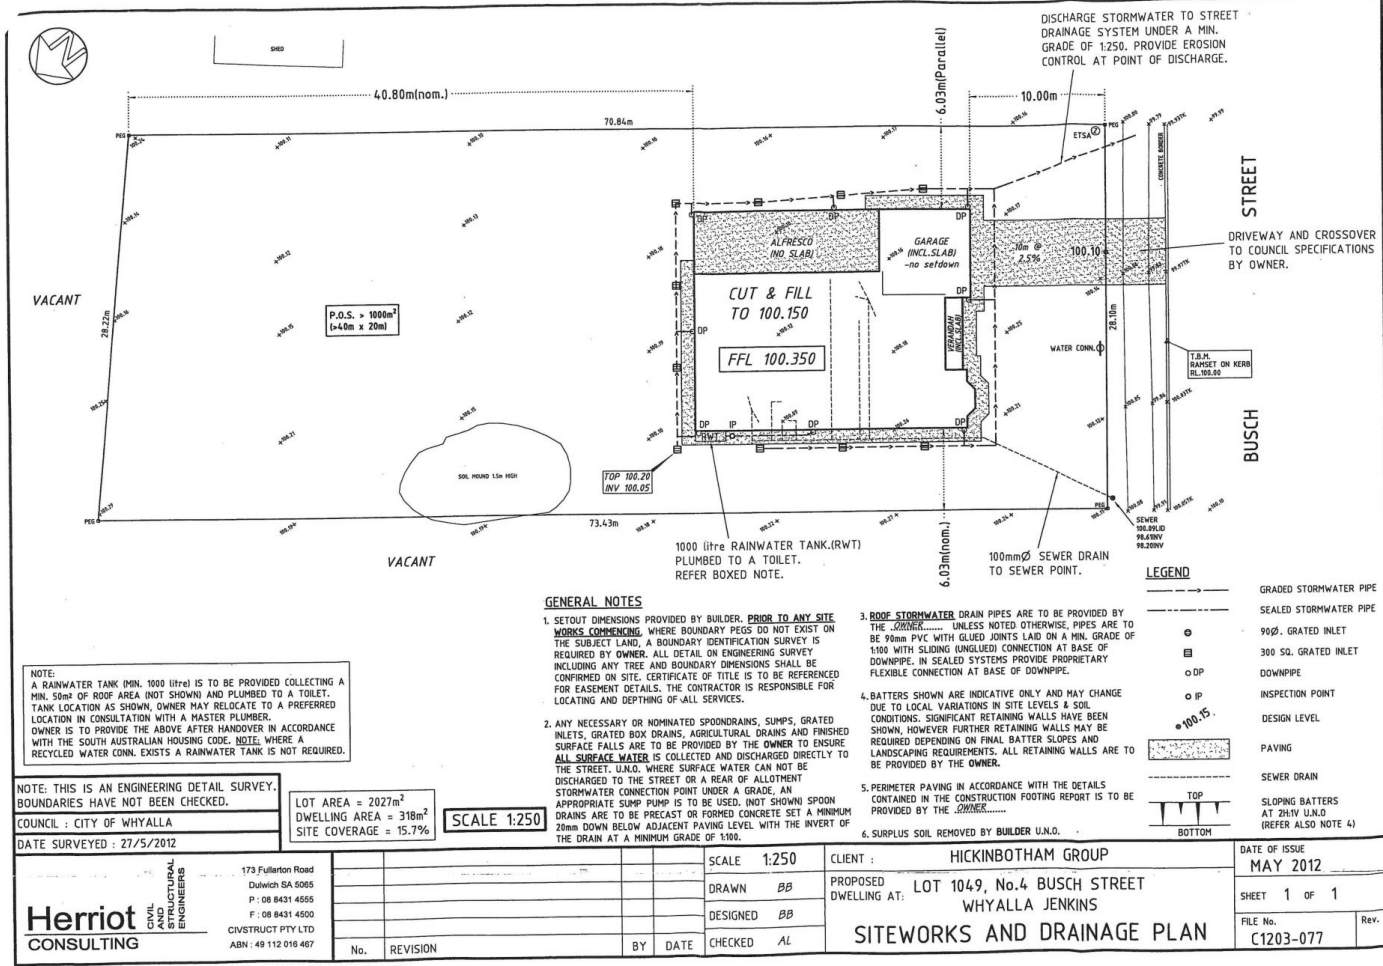 DISCHARGE STORMWATER TO STREET
DRAINAGE SYSTEM UNDER A MIN.
GRADE OF 1:250. PROVIDE EROSION
CONTROL AT POINT OF DISCHARGE.
SHED
40.80m(nom.)
6.03m(Parallel)
10.00m
70.84m
PEG
PEG
ETSA
CONCRETE BORDER
STREET
DP
DP
DP
ALFRESCO
(NO SLAB)
GARAGE
(INCL.SLAB)
-no setdown
10m @
2.5%
100.10
DRIVEWAY AND CROSSOVER
TO COUNCIL SPECIFICATIONS
BY OWNER.
VACANT
28.22m
P.O.S. > 1000m²
(>40m x 20m)
CUT & FILL
TO 100.150
FFL 100.350
DP
DP
VERANDAH
(INCL.SLAB)
28.10m
WATER CONN.
T.B.M.
RAMSET ON KERB
RL.100.00
BUSCH
DP
IP
DP
DP
RWT
SOIL MOUND 1.5m HIGH
TOP 100.20
INV 100.05
PEG
PEG
73.43m
6.03m(nom.)
SEWER
100.09LID
98.61INV
98.20INV
VACANT
1000 litre RAINWATER TANK.(RWT)
PLUMBED TO A TOILET.
REFER BOXED NOTE.
100mmØ SEWER DRAIN
TO SEWER POINT.
LEGEND
GRADED STORMWATER PIPE
SEALED STORMWATER PIPE
90Ø. GRATED INLET
300 SQ. GRATED INLET
DP DOWNPIPE
IP INSPECTION POINT
100.15 DESIGN LEVEL
PAVING
SEWER DRAIN
TOP
BOTTOM
SLOPING BATTERS
AT 2H:1V U.N.O
(REFER ALSO NOTE 4)
GENERAL NOTES
1. SETOUT DIMENSIONS PROVIDED BY BUILDER. PRIOR TO ANY SITE
WORKS COMMENCING, WHERE BOUNDARY PEGS DO NOT EXIST ON
THE SUBJECT LAND, A BOUNDARY IDENTIFICATION SURVEY IS
REQUIRED BY OWNER. ALL DETAIL ON ENGINEERING SURVEY
INCLUDING ANY TREE AND BOUNDARY DIMENSIONS SHALL BE
CONFIRMED ON SITE. CERTIFICATE OF TITLE IS TO BE REFERENCED
FOR EASEMENT DETAILS. THE CONTRACTOR IS RESPONSIBLE FOR
LOCATING AND DEPTHING OF ALL SERVICES.
2. ANY NECESSARY OR NOMINATED SPOONDRAINS, SUMPS, GRATED
INLETS, GRATED BOX DRAINS, AGRICULTURAL DRAINS AND FINISHED
SURFACE FALLS ARE TO BE PROVIDED BY THE OWNER TO ENSURE
ALL SURFACE WATER IS COLLECTED AND DISCHARGED DIRECTLY TO
THE STREET. U.N.O. WHERE SURFACE WATER CAN NOT BE
DISCHARGED TO THE STREET OR A REAR OF ALLOTMENT
STORMWATER CONNECTION POINT UNDER A GRADE, AN
APPROPRIATE SUMP PUMP IS TO BE USED. (NOT SHOWN) SPOON
DRAINS ARE TO BE PRECAST OR FORMED CONCRETE SET A MINIMUM
20mm DOWN BELOW ADJACENT PAVING LEVEL WITH THE INVERT OF
THE DRAIN AT A MINIMUM GRADE OF 1:100.
3. ROOF STORMWATER DRAIN PIPES ARE TO BE PROVIDED BY
THE ..OWNER........ UNLESS NOTED OTHERWISE, PIPES ARE TO
BE 90mm PVC WITH GLUED JOINTS LAID ON A MIN. GRADE OF
1:100 WITH SLIDING (UNGLUED) CONNECTION AT BASE OF
DOWNPIPE. IN SEALED SYSTEMS PROVIDE PROPRIETARY
FLEXIBLE CONNECTION AT BASE OF DOWNPIPE.
4. BATTERS SHOWN ARE INDICATIVE ONLY AND MAY CHANGE
DUE TO LOCAL VARIATIONS IN SITE LEVELS & SOIL
CONDITIONS. SIGNIFICANT RETAINING WALLS HAVE BEEN
SHOWN, HOWEVER FURTHER RETAINING WALLS MAY BE
REQUIRED DEPENDING ON FINAL BATTER SLOPES AND
LANDSCAPING REQUIREMENTS. ALL RETAINING WALLS ARE TO
BE PROVIDED BY THE OWNER.
5. PERIMETER PAVING IN ACCORDANCE WITH THE DETAILS
CONTAINED IN THE CONSTRUCTION FOOTING REPORT IS TO BE
PROVIDED BY THE ..OWNER........
6. SURPLUS SOIL REMOVED BY BUILDER U.N.O.
NOTE:
A RAINWATER TANK (MIN. 1000 litre) IS TO BE PROVIDED COLLECTING A
MIN. 50m² OF ROOF AREA (NOT SHOWN) AND PLUMBED TO A TOILET.
TANK LOCATION AS SHOWN, OWNER MAY RELOCATE TO A PREFERRED
LOCATION IN CONSULTATION WITH A MASTER PLUMBER.
OWNER IS TO PROVIDE THE ABOVE AFTER HANDOVER IN ACCORDANCE
WITH THE SOUTH AUSTRALIAN HOUSING CODE. NOTE: WHERE A
RECYCLED WATER CONN. EXISTS A RAINWATER TANK IS NOT REQUIRED.
NOTE: THIS IS AN ENGINEERING DETAIL SURVEY.
BOUNDARIES HAVE NOT BEEN CHECKED.
COUNCIL : CITY OF WHYALLA
DATE SURVEYED : 27/5/2012
LOT AREA = 2027m²
DWELLING AREA = 318m²
SITE COVERAGE = 15.7%
SCALE 1:250
Herriot
CONSULTING
CIVIL
AND
STRUCTURAL
ENGINEERS
173 Fullarton Road
Dulwich SA 5065
P : 08 8431 4555
F : 08 8431 4500
CIVSTRUCT PTY LTD
ABN : 49 112 016 467
No. REVISION BY DATE
SCALE 1:250
DRAWN BB
DESIGNED BB
CHECKED AL
CLIENT : HICKINBOTHAM GROUP
PROPOSED
DWELLING AT: LOT 1049, No.4 BUSCH STREET
WHYALLA JENKINS
SITEWORKS AND DRAINAGE PLAN
DATE OF ISSUE
MAY 2012
SHEET 1 OF 1
FILE No.
C1203-077
Rev.